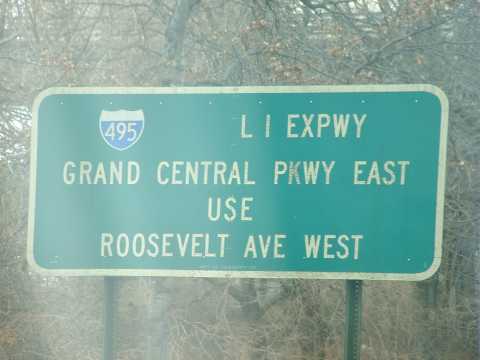 495 L I EXPWY
GRAND CENTRAL PKWY EAST
USE
ROOSEVELT AVE WEST